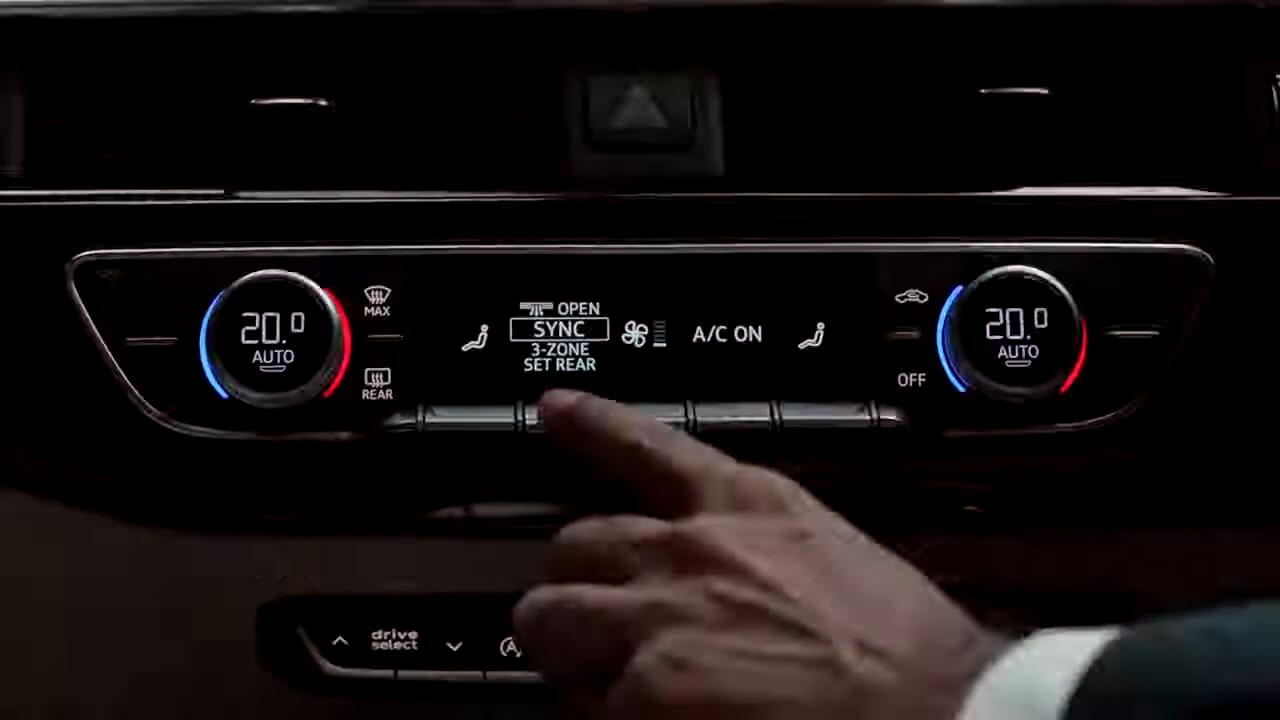 20.0
AUTO
MAX
REAR
OPEN
SYNC
3-ZONE
SET REAR
A/C ON
OFF
20.0
AUTO
drive
select
A